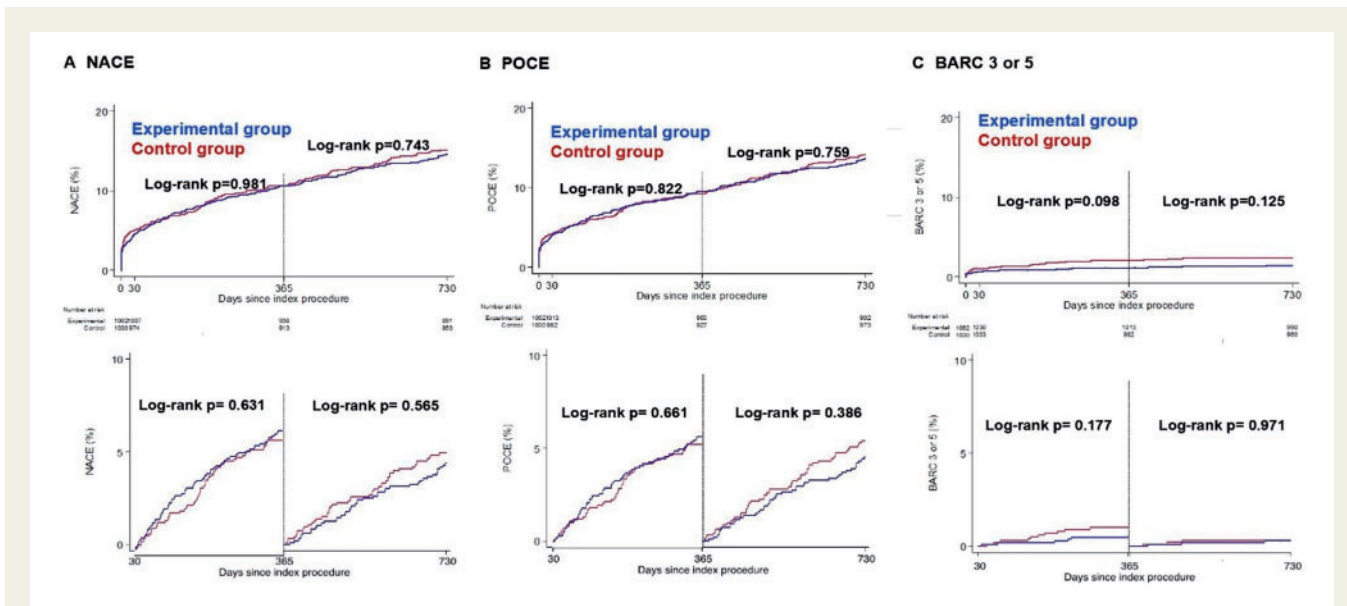 A NACE
20
10
0
NACE (%)
Experimental group
Control group
Log-rank p=0.743
Log-rank p=0.981
0 30
365
730
Days since index procedure
Number at risk
Experimental
Control
B POCE
20
10
0
POCE (%)
Experimental group
Control group
Log-rank p=0.759
Log-rank p=0.822
0 30
365
730
Days since index procedure
Number at risk
Experimental
Control
C BARC 3 or 5
20
10
0
BARC 3 or 5 (%)
Experimental group
Control group
Log-rank p=0.098
Log-rank p=0.125
0 30
365
730
Days since index procedure
Number at risk
Experimental
Control
10
5
0
NACE (%)
Log-rank p= 0.631
Log-rank p= 0.565
30
365
730
Days since index procedure
10
5
0
POCE (%)
Log-rank p= 0.661
Log-rank p= 0.386
30
365
730
Days since index procedure
10
5
0
BARC 3 or 5 (%)
Log-rank p= 0.177
Log-rank p= 0.971
30
365
730
Days since index procedure